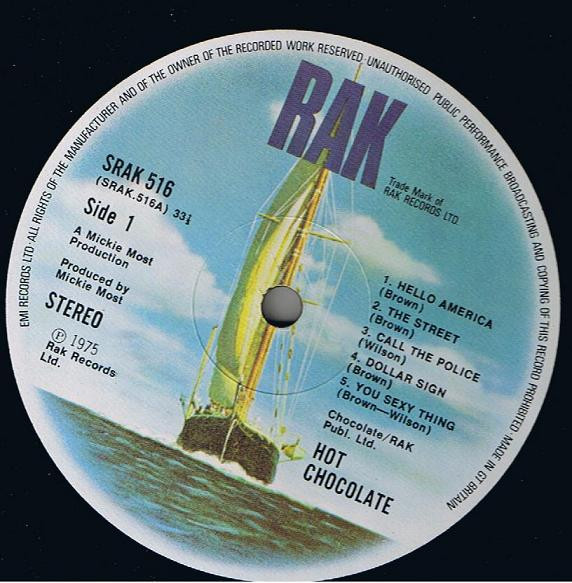 EMI RECORDS LTD·ALL RIGHTS OF THE MANUFACTURER AND OF THE OWNER OF THE RECORDED WORK RESERVED·UNAUTHORISED PUBLIC PERFORMANCE BROADCASTING AND COPYING OF THIS RECORD PROHIBITED·MADE IN GT BRITAIN
RAK
Trade Mark of
RAK RECORDS LTD.
SRAK 516
(SRAK.516A) 33⅓
Side 1
A Mickie Most
Production
Produced by
Mickie Most
STEREO
Ⓟ 1975
Rak Records
Ltd.
1. HELLO AMERICA
(Brown)
2. THE STREET
(Brown)
3. CALL THE POLICE
(Wilson)
4. DOLLAR SIGN
(Brown)
5. YOU SEXY THING
(Brown—Wilson)
Chocolate/RAK
Publ. Ltd.
HOT
CHOCOLATE